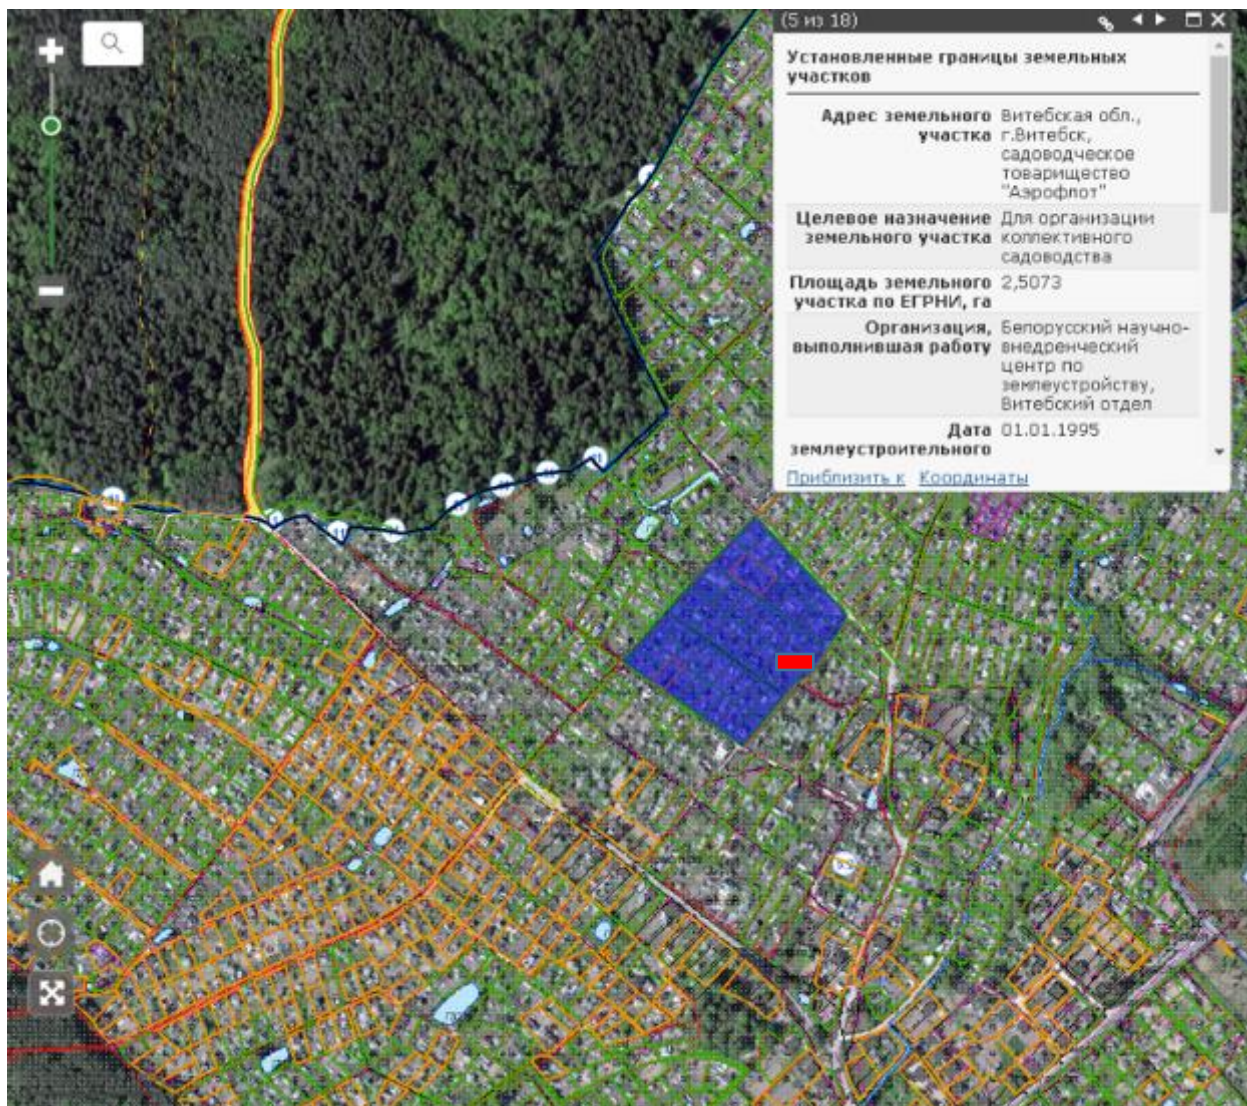 (5 из 18)
Установленные границы земельных
участков
Адрес земельного участка
Витебская обл.,
г.Витебск,
садоводческое
товарищество
"Аэрофлот"
Целевое назначение
земельного участка
Для организации
коллективного
садоводства
Площадь земельного
участка по ЕГРНИ, га
2,5073
Организация,
выполнившая работу
Белорусский научно-
внедренческий
центр по
землеустройству,
Витебский отдел
Дата
землеустроительного
01.01.1995
Приблизить к Координаты